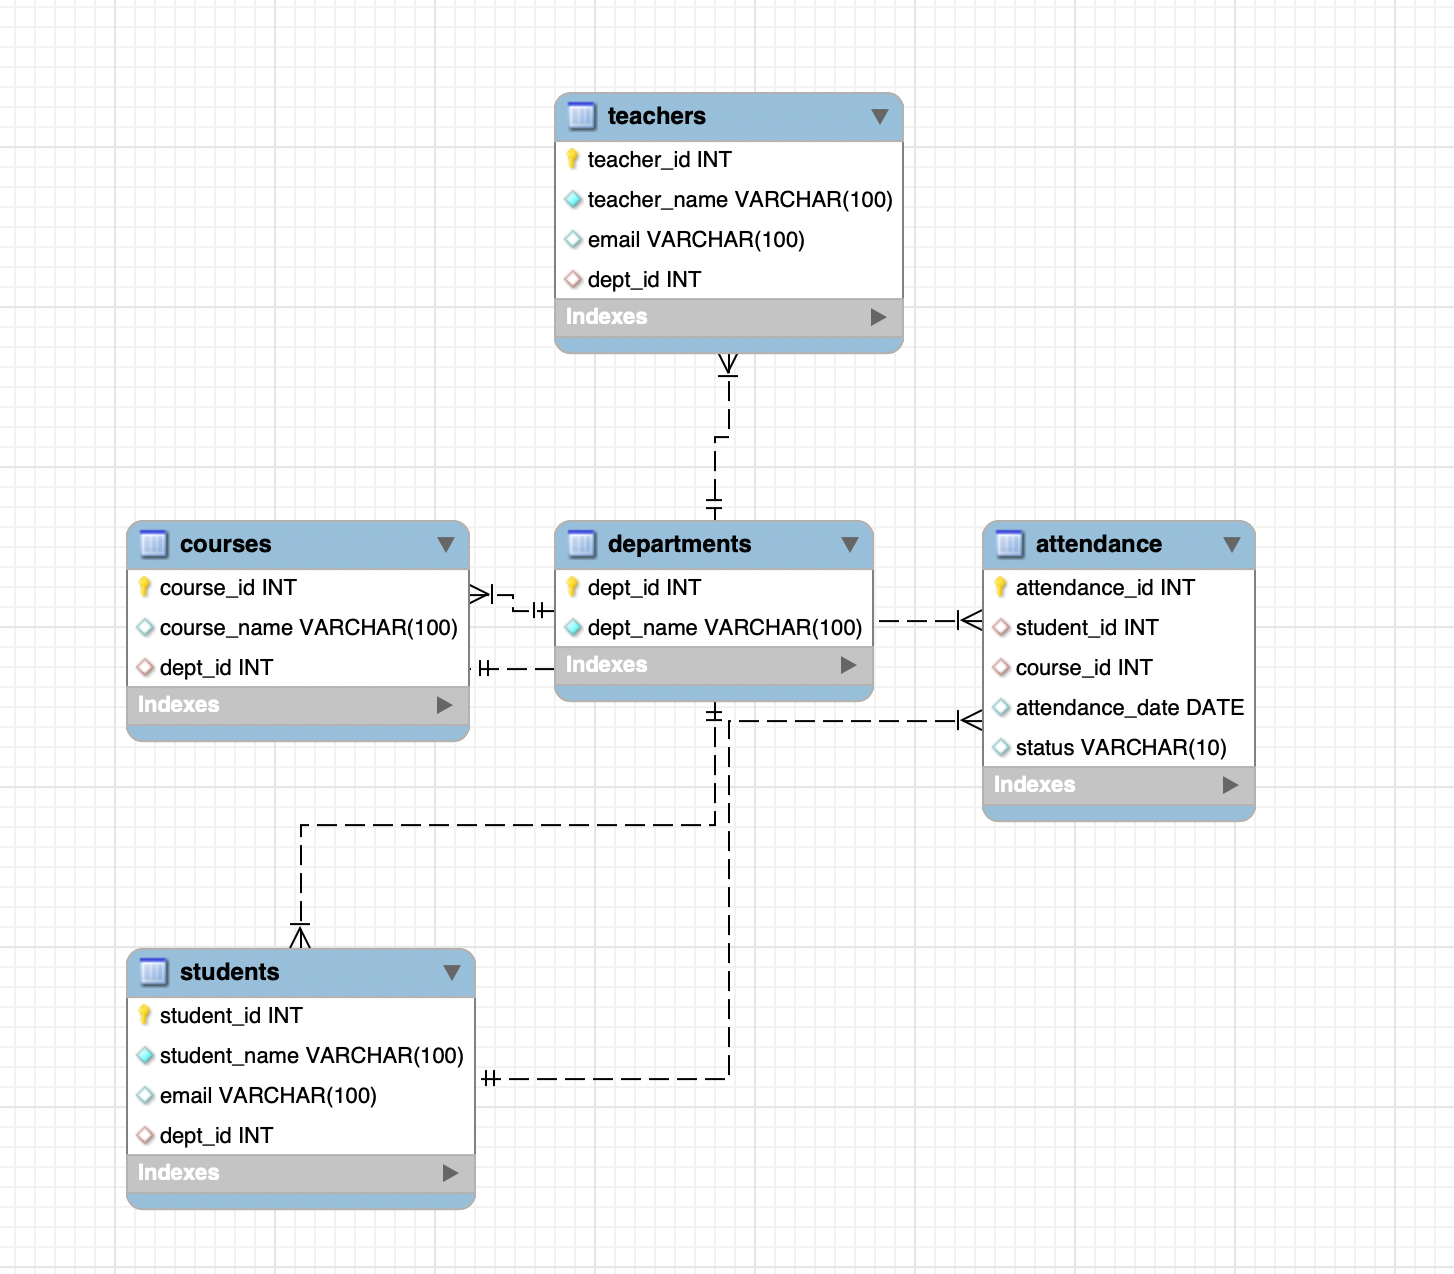 teachers
teacher_id INT
teacher_name VARCHAR(100)
email VARCHAR(100)
dept_id INT
Indexes
courses
course_id INT
course_name VARCHAR(100)
dept_id INT
Indexes
departments
dept_id INT
dept_name VARCHAR(100)
Indexes
attendance
attendance_id INT
student_id INT
course_id INT
attendance_date DATE
status VARCHAR(10)
Indexes
students
student_id INT
student_name VARCHAR(100)
email VARCHAR(100)
dept_id INT
Indexes